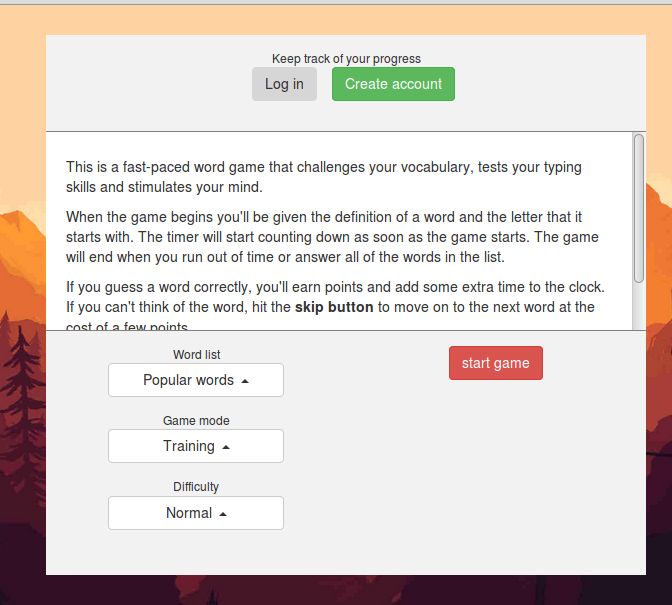 Keep track of your progress
Log in
Create account
This is a fast-paced word game that challenges your vocabulary, tests your typing
skills and stimulates your mind.
When the game begins you'll be given the definition of a word and the letter that it
starts with. The timer will start counting down as soon as the game starts. The game
will end when you run out of time or answer all of the words in the list.
If you guess a word correctly, you'll earn points and add some extra time to the clock.
If you can't think of the word, hit the skip button to move on to the next word at the
cost of a few points.
Word list
Popular words
start game
Game mode
Training
Difficulty
Normal